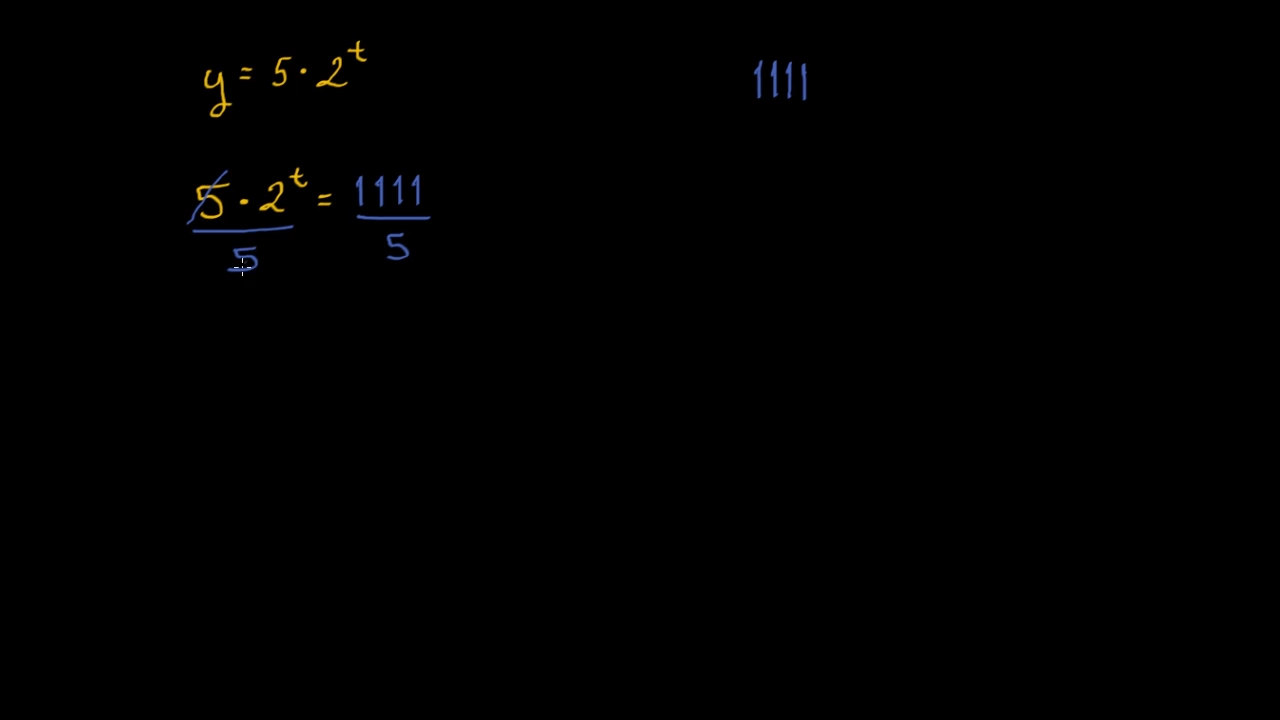 y = 5 · 2^t
1111
5 · 2^t = 1111
5 5